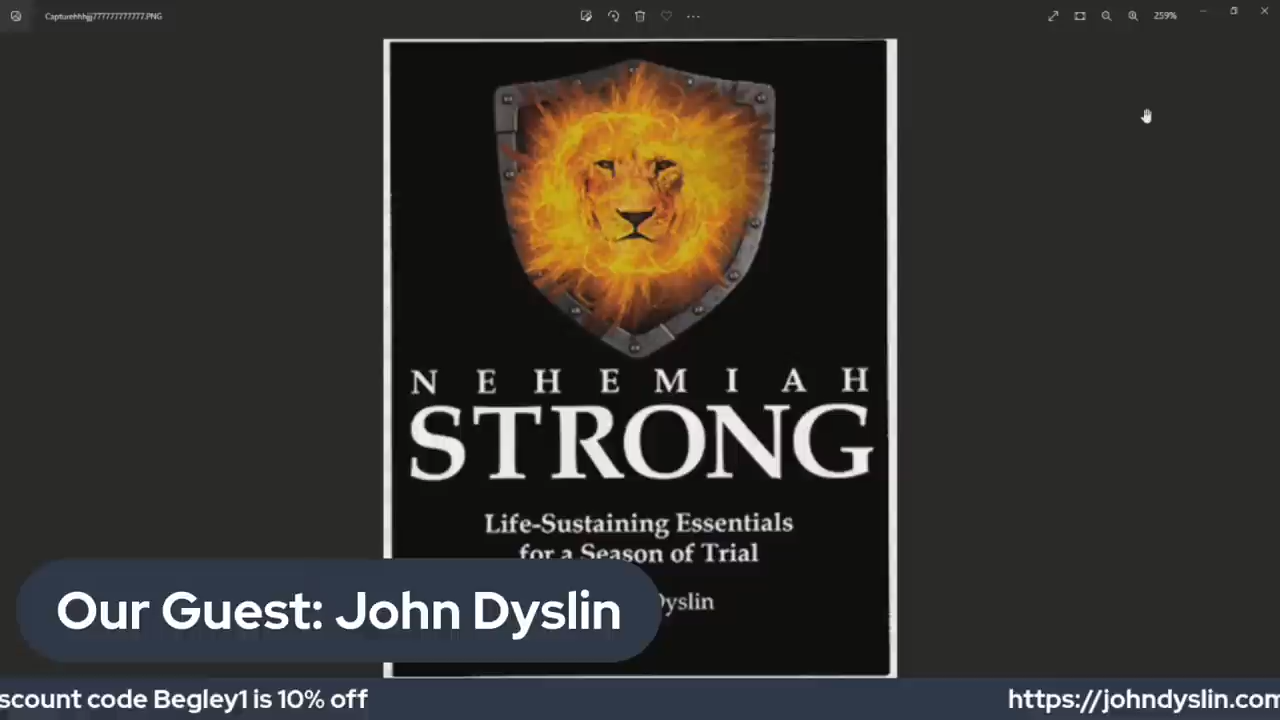 259%
NEHEMIAH
STRONG
Life-Sustaining Essentials
for a Season of Trial
Dyslin
Our Guest: John Dyslin
scount code Begley1 is 10% off
https://johndyslin.com